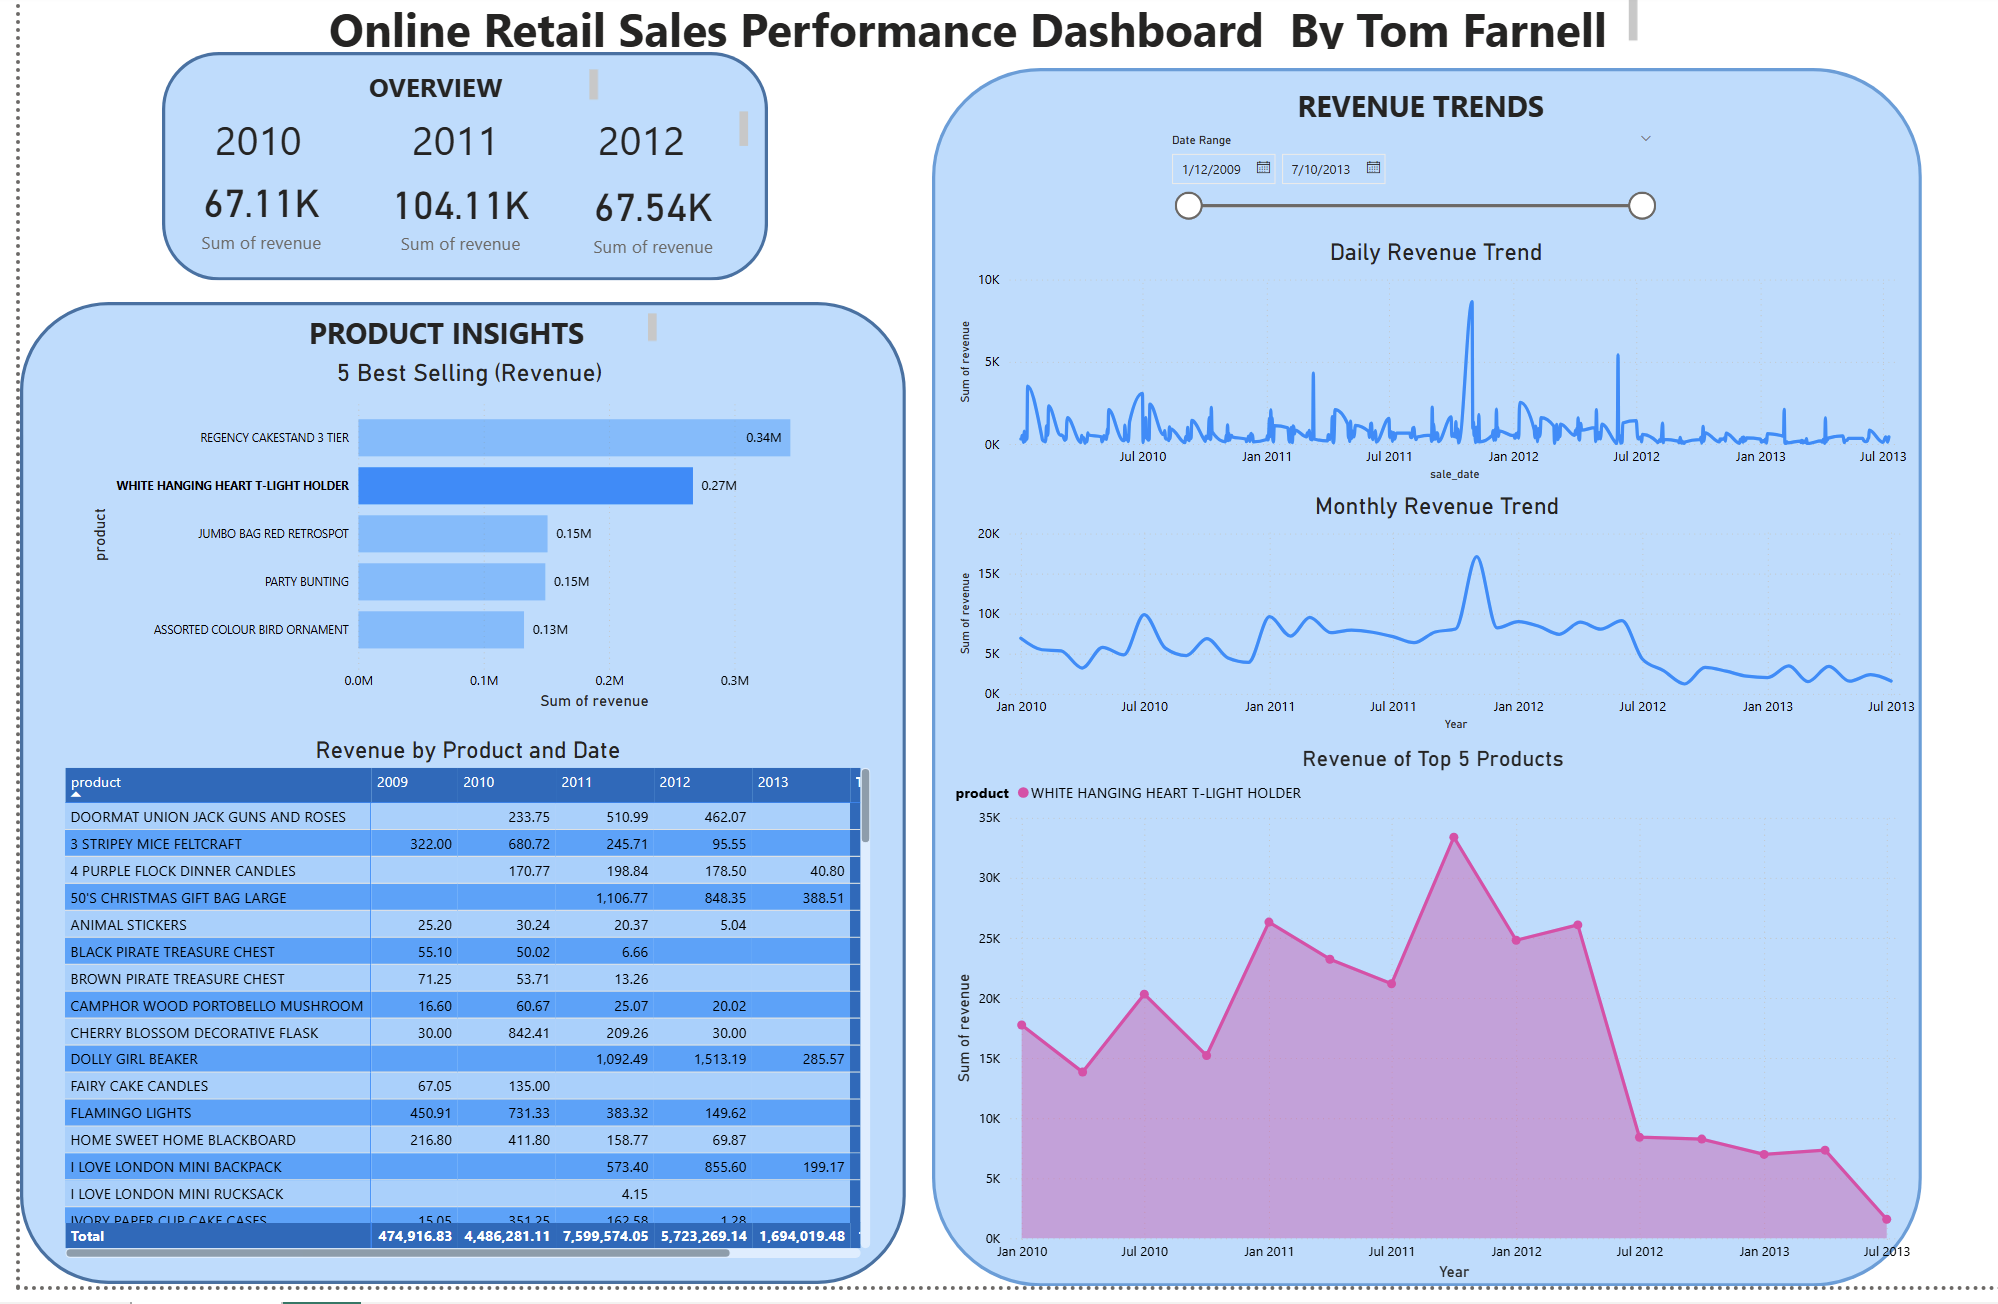 Online Retail Sales Performance Dashboard By Tom Farnell
OVERVIEW
2010 2011 2012
67.11K 104.11K 67.54K
Sum of revenue Sum of revenue Sum of revenue
PRODUCT INSIGHTS
5 Best Selling (Revenue)
product
REGENCY CAKESTAND 3 TIER 0.34M
WHITE HANGING HEART T-LIGHT HOLDER 0.27M
JUMBO BAG RED RETROSPOT 0.15M
PARTY BUNTING 0.15M
ASSORTED COLOUR BIRD ORNAMENT 0.13M
0.0M 0.1M 0.2M 0.3M
Sum of revenue
Revenue by Product and Date
product 2009 2010 2011 2012 2013
DOORMAT UNION JACK GUNS AND ROSES 233.75 510.99 462.07
3 STRIPEY MICE FELTCRAFT 322.00 680.72 245.71 95.55
4 PURPLE FLOCK DINNER CANDLES 170.77 198.84 178.50 40.80
50'S CHRISTMAS GIFT BAG LARGE 1,106.77 848.35 388.51
ANIMAL STICKERS 25.20 30.24 20.37 5.04
BLACK PIRATE TREASURE CHEST 55.10 50.02 6.66
BROWN PIRATE TREASURE CHEST 71.25 53.71 13.26
CAMPHOR WOOD PORTOBELLO MUSHROOM 16.60 60.67 25.07 20.02
CHERRY BLOSSOM DECORATIVE FLASK 30.00 842.41 209.26 30.00
DOLLY GIRL BEAKER 1,092.49 1,513.19 285.57
FAIRY CAKE CANDLES 67.05 135.00
FLAMINGO LIGHTS 450.91 731.33 383.32 149.62
HOME SWEET HOME BLACKBOARD 216.80 411.80 158.77 69.87
I LOVE LONDON MINI BACKPACK 573.40 855.60 199.17
I LOVE LONDON MINI RUCKSACK 4.15
IVORY PAPER CUP CAKE CASES 15.05 351.25 162.58 1.28
Total 474,916.83 4,486,281.11 7,599,574.05 5,723,269.14 1,694,019.48
REVENUE TRENDS
Date Range
1/12/2009 7/10/2013
Daily Revenue Trend
Sum of revenue
10K
5K
0K
Jul 2010 Jan 2011 Jul 2011 Jan 2012 Jul 2012 Jan 2013 Jul 2013
sale_date
Monthly Revenue Trend
Sum of revenue
20K
15K
10K
5K
0K
Jan 2010 Jul 2010 Jan 2011 Jul 2011 Jan 2012 Jul 2012 Jan 2013 Jul 2013
Year
Revenue of Top 5 Products
product WHITE HANGING HEART T-LIGHT HOLDER
Sum of revenue
35K
30K
25K
20K
15K
10K
5K
0K
Jan 2010 Jul 2010 Jan 2011 Jul 2011 Jan 2012 Jul 2012 Jan 2013 Jul 2013
Year